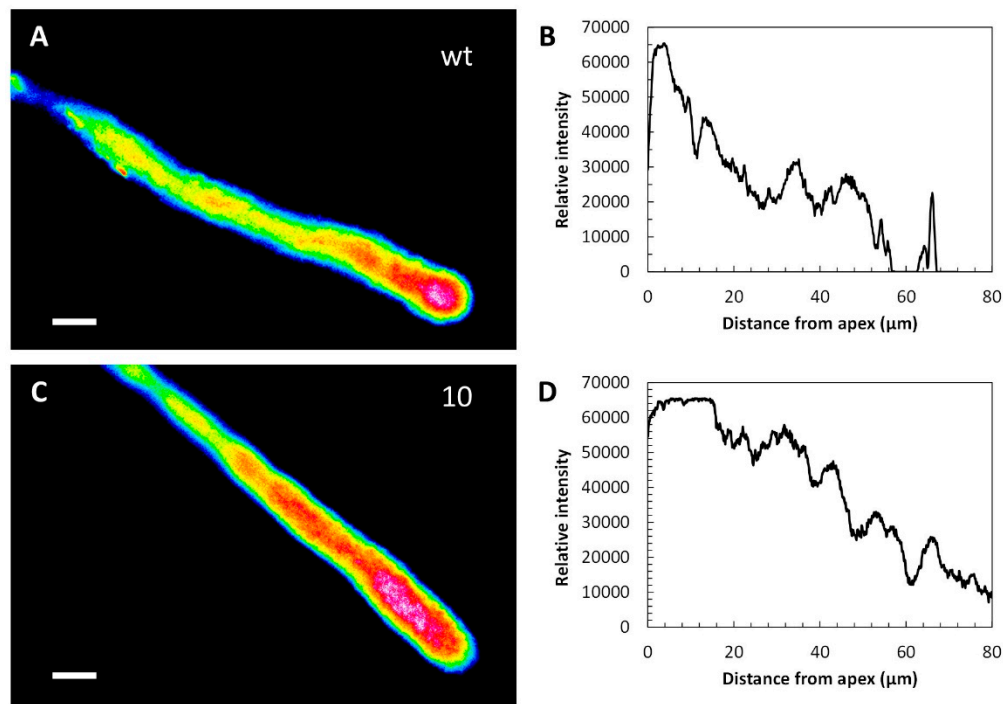 A
wt
B
70000
60000
50000
40000
30000
20000
10000
0
Relative intensity
0 20 40 60 80
Distance from apex (µm)
C
10
D
70000
60000
50000
40000
30000
20000
10000
0
Relative intensity
0 20 40 60 80
Distance from apex (µm)